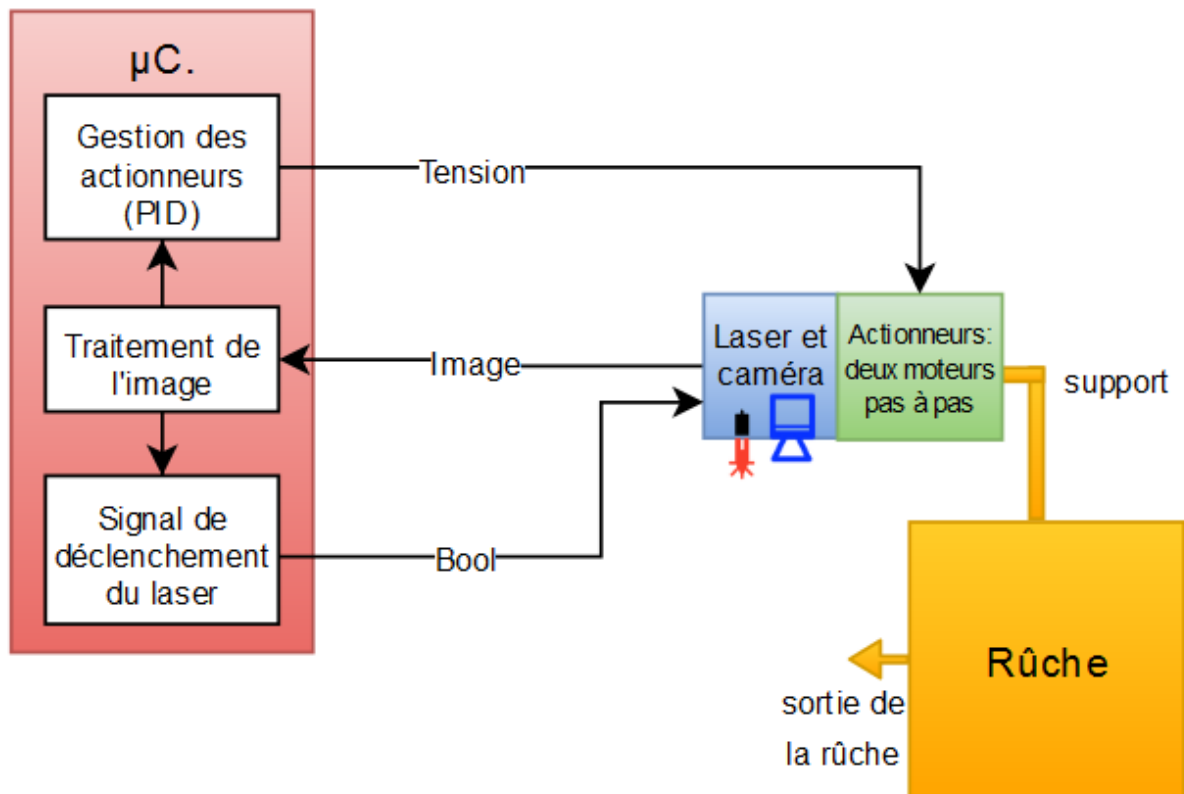 µC.
Gestion des
actionneurs
(PID)
Tension
Traitement de
l'image
Image
Laser et
caméra
Actionneurs:
deux moteurs
pas à pas
support
Signal de
déclenchement
du laser
Bool
Rûche
sortie de
la rûche